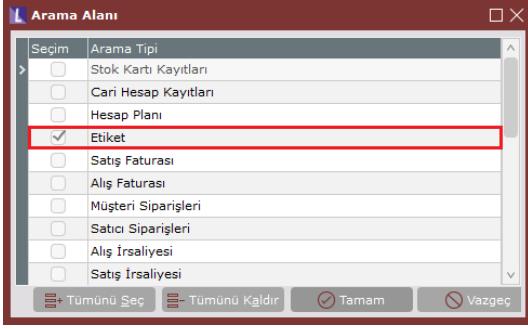 Arama Alanı
Seçim Arama Tipi
Stok Kartı Kayıtları
Cari Hesap Kayıtları
Hesap Planı
Etiket
Satış Faturası
Alış Faturası
Müşteri Siparişleri
Satıcı Siparişleri
Alış İrsaliyesi
Satış İrsaliyesi
Tümünü Seç Tümünü Kaldır Tamam Vazgeç